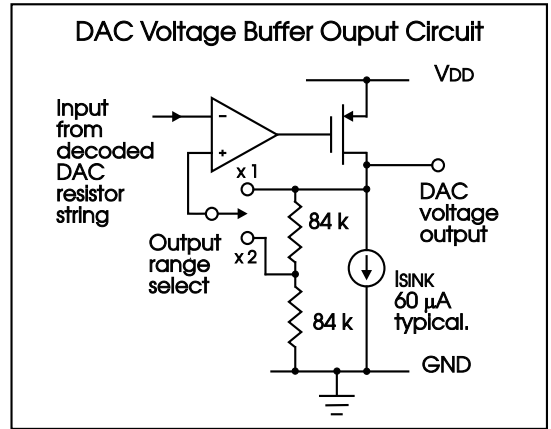 DAC Voltage Buffer Ouput Circuit
VDD
Input
from
decoded
DAC
resistor
string
−
+
x 1
DAC
voltage
output
84 k
Output
range
select
x 2
ISINK
60 µA
typical.
84 k
GND